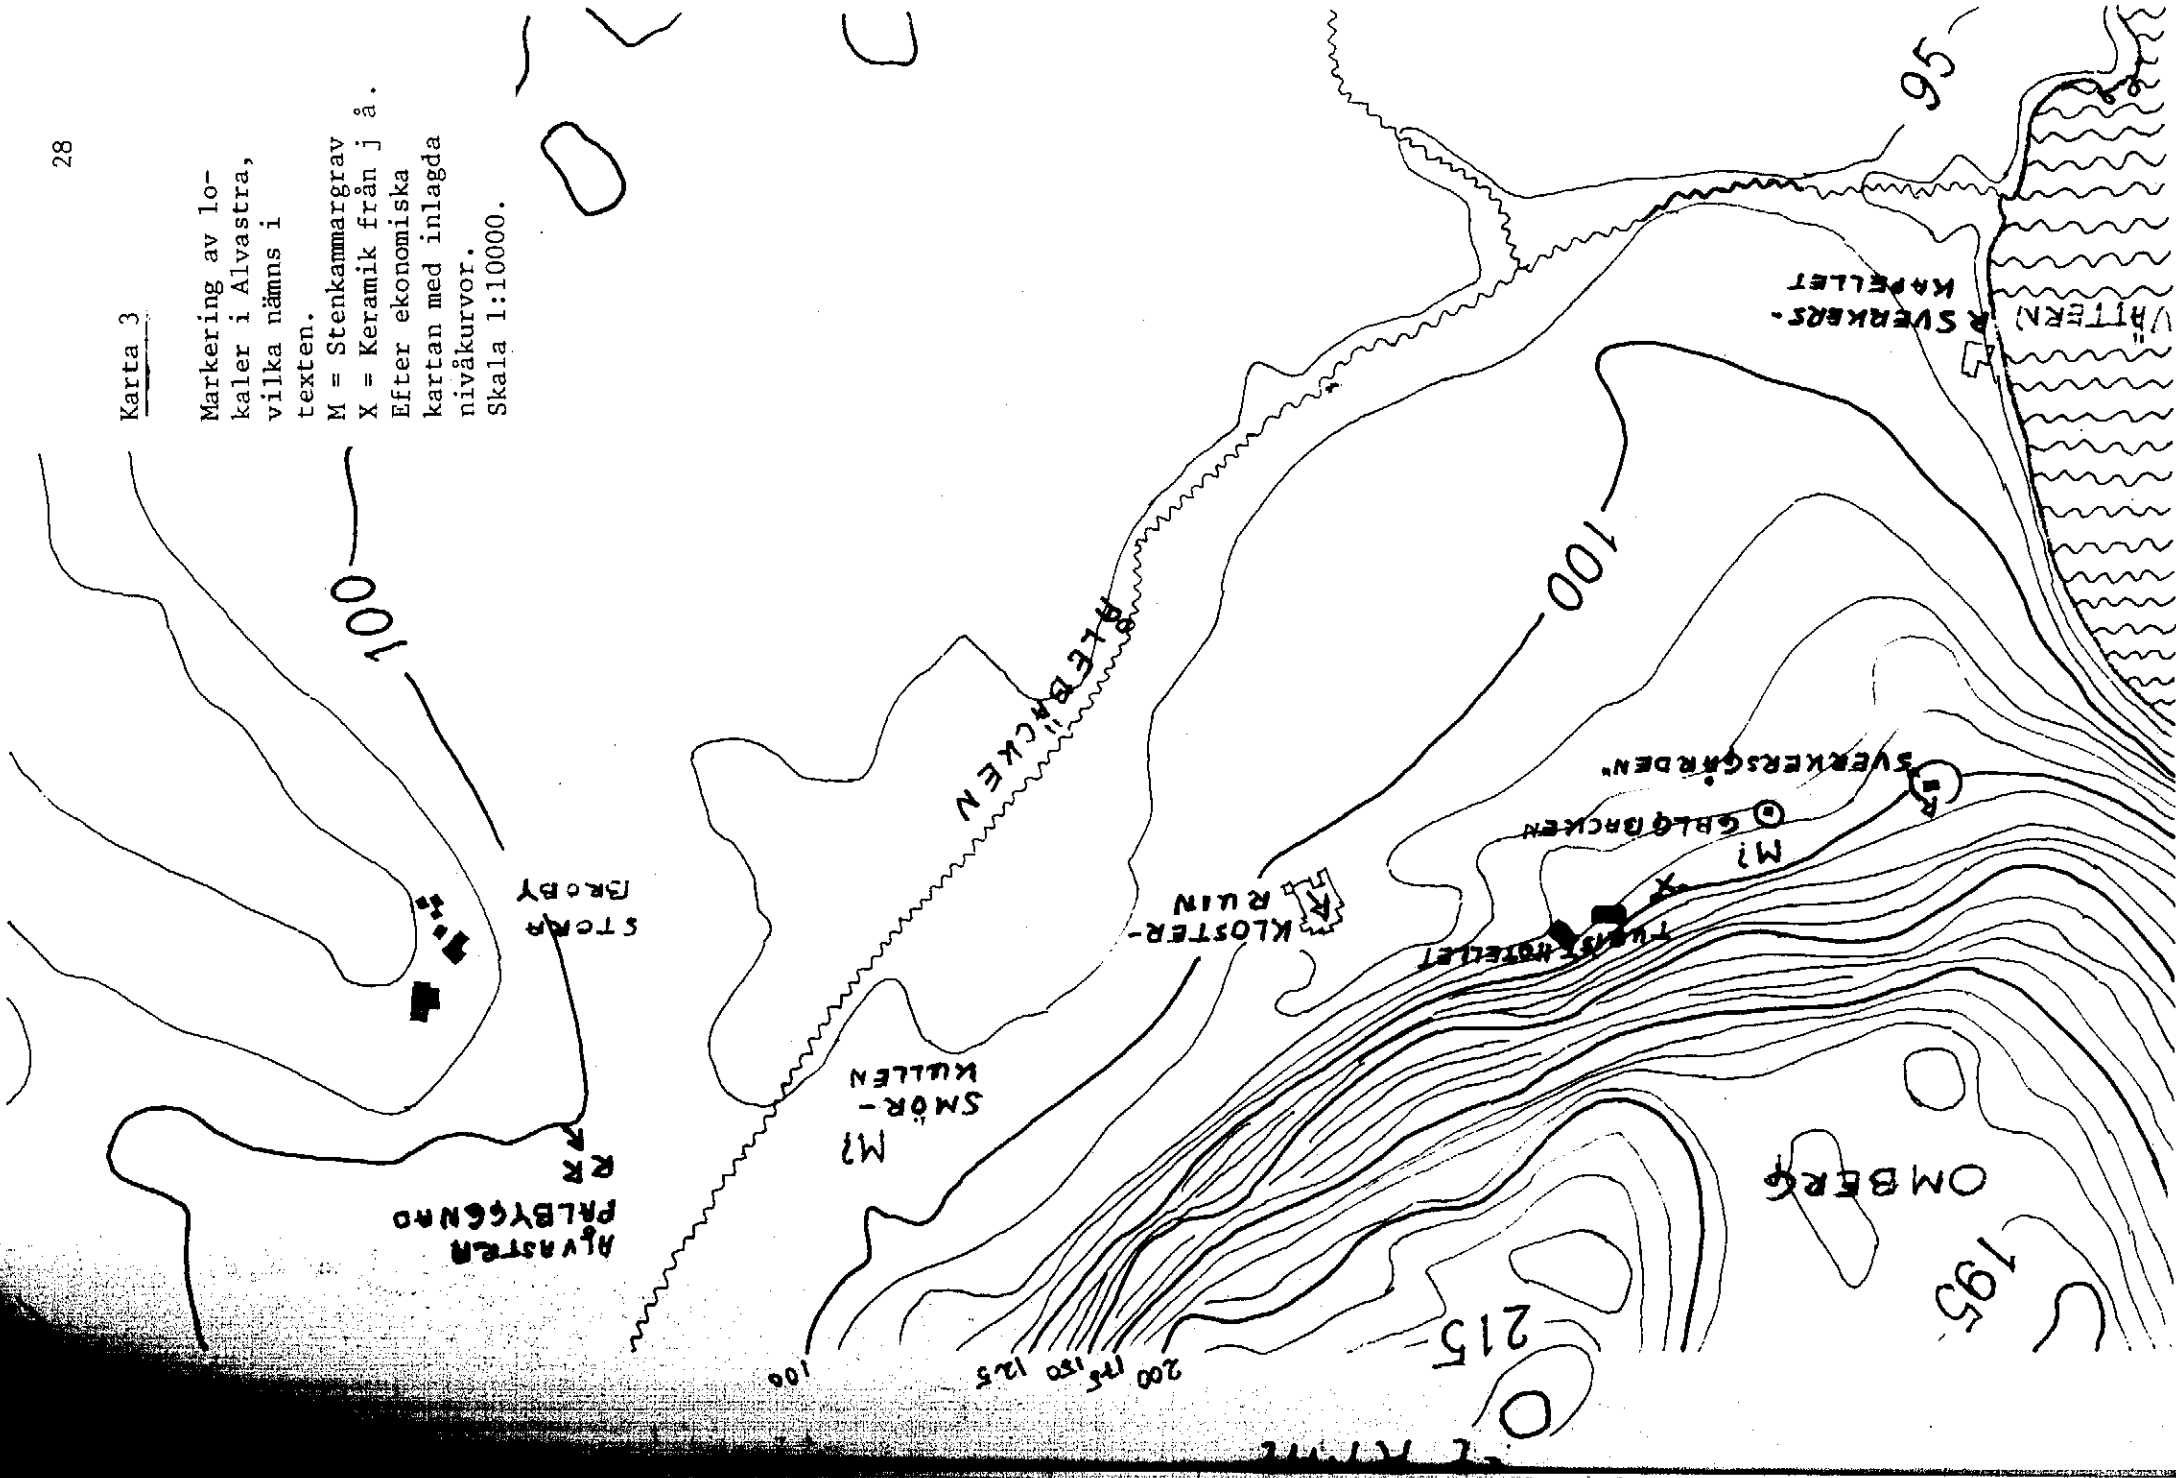 28
Karta 3
Markering av lo-
kaler i Alvastra,
vilka nämns i
texten.
M = Stenkammargrav
X = Keramik från j å.
Efter ekonomiska
kartan med inlagda
nivåkurvor.
Skala 1:10000.
100
STORA
BROBY
ALVASTRA
PÅLBYGGNAD
R R
ÅLEBÄCKEN
M?
SMÖR-
KULLEN
KLOSTER-
RUIN
R
100
95
VÄTTERN
R SVERKERS-
KAPELLET
SVERKERSGÅRDEN"
R
GALGBACKEN
M?
X
TURISTHOTELLET
OMBERG
195
215
100
125
150
175
200